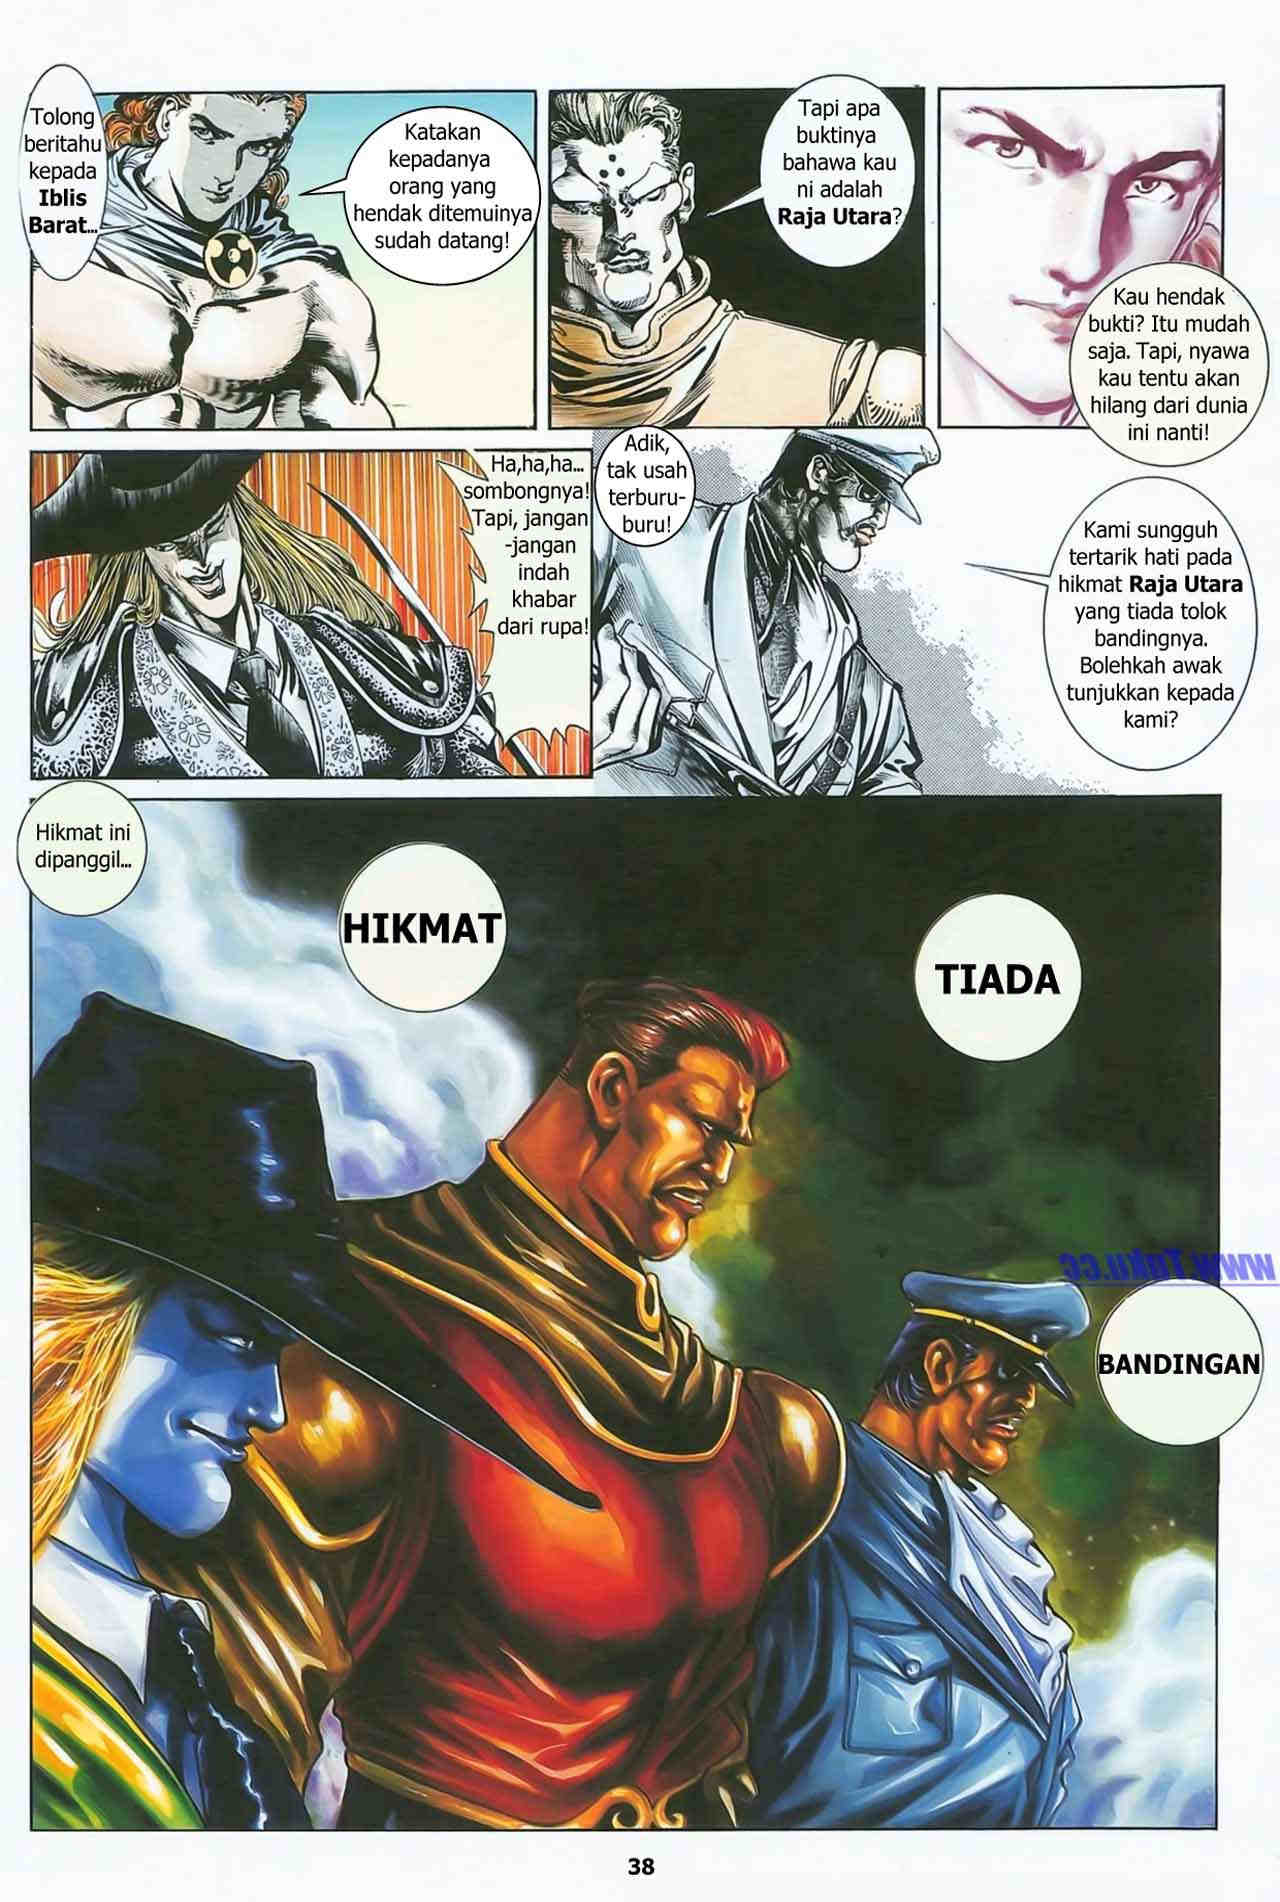 Tolong
beritahu
kepada
Iblis
Barat...
Katakan
kepadanya
orang yang
hendak ditemuinya
sudah datang!
Tapi apa
buktinya
bahawa kau
ni adalah
Raja Utara?
Kau hendak
bukti? Itu mudah
saja. Tapi, nyawa
kau tentu akan
hilang dari dunia
ini nanti!
Ha,ha,ha...
sombongnya!
Tapi, jangan
-jangan
indah
khabar
dari rupa!
Adik,
tak usah
terburu-
buru!
Kami sungguh
tertarik hati pada
hikmat Raja Utara
yang tiada tolok
bandingnya.
Bolehkah awak
tunjukkan kepada
kami?
Hikmat ini
dipanggil...
HIKMAT
TIADA
www.Tuku.cc
BANDINGAN
38